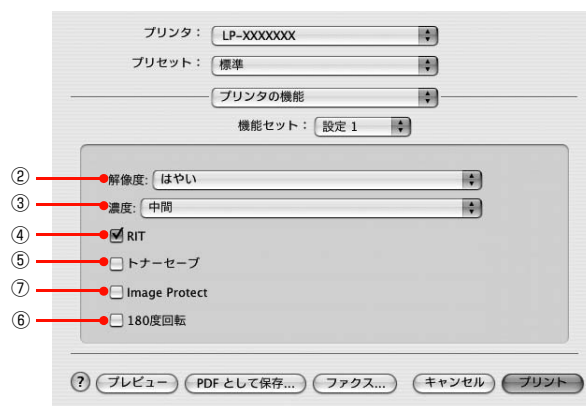 プリンタ： LP-XXXXXXX
プリセット： 標準
プリンタの機能
機能セット： 設定 1
② 解像度: はやい
③ 濃度: 中間
④ RIT
⑤ トナーセーブ
⑦ Image Protect
⑥ 180度回転
? プレビュー PDF として保存... ファクス... キャンセル プリント